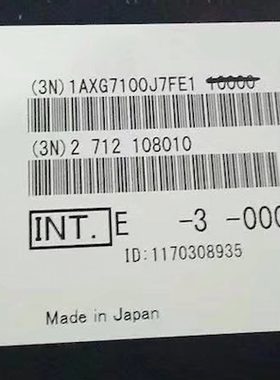 (3N)1AXG7100J7FE1 10000
(3N)2 712 108010
INT. E -3 -000
ID:1170308935
Made in Japan